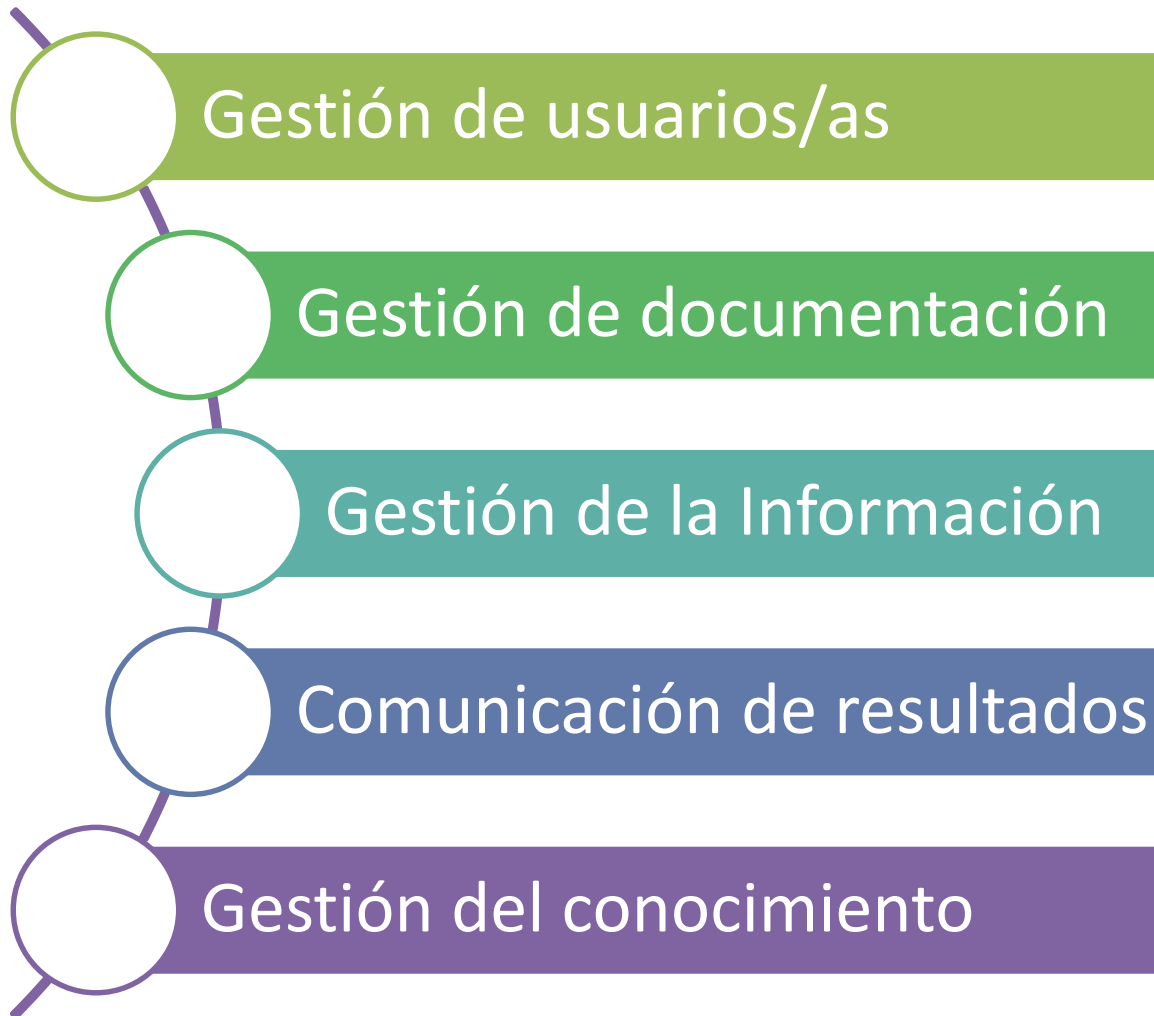 Gestión de usuarios/as
Gestión de documentación
Gestión de la Información
Comunicación de resultados
Gestión del conocimiento